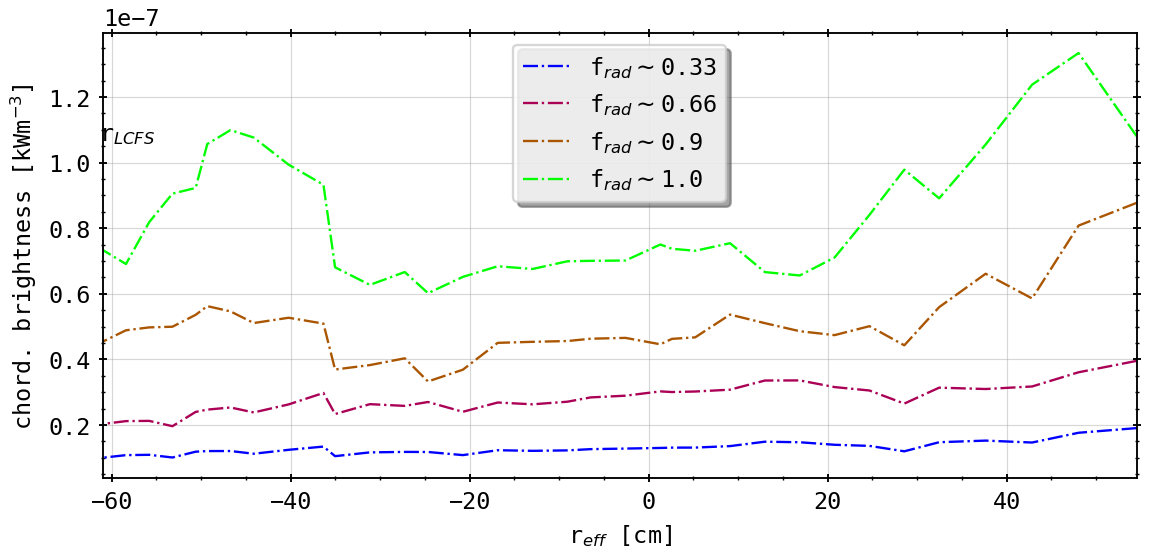 1e−7
chord. brightness [kWm⁻³]
1.2
1.0
0.8
0.6
0.4
0.2
r_LCFS
f_rad ∼ 0.33
f_rad ∼ 0.66
f_rad ∼ 0.9
f_rad ∼ 1.0
−60 −40 −20 0 20 40
r_eff [cm]